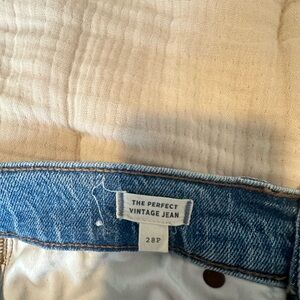 THE PERFECT
VINTAGE JEAN
28P